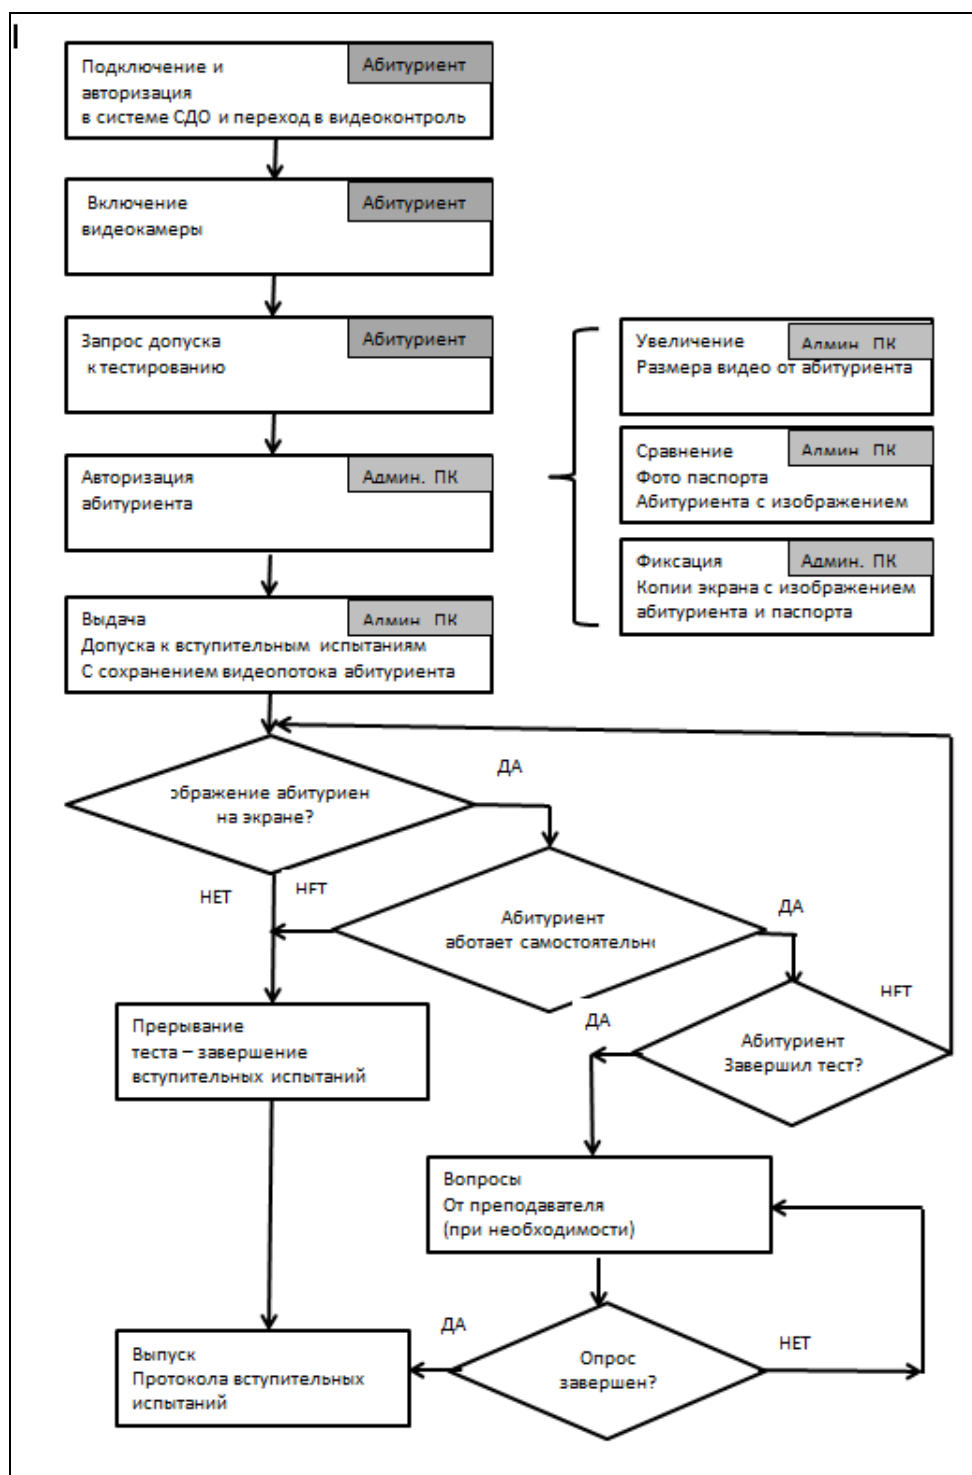 Подключение и
Абитуриент
авторизация
в системе СДО и переход в видеоконтроль
Включение
Абитуриент
видеокамеры
Запрос допуска
Абитуриент
к тестированию
Авторизация
Админ. ПК
абитуриента
Увеличение
Админ. ПК
Размера видео от абитуриента
Сравнение
Админ ПК
Фото паспорта
Абитуриента с изображением
Фиксация
Админ. ПК
Копии экрана с изображением
абитуриента и паспорта
Выдача
Админ ПК
Допуска к вступительным испытаниям
С сохранением видеопотока абитуриента
ДА
ображение абитуриен
на экране?
НЕТ
НЕТ
Абитуриент
аботает самостоятельн
ДА
НЕТ
ДА
Абитуриент
Завершил тест?
Прерывание
теста – завершение
вступительных испытаний
Вопросы
От преподавателя
(при необходимости)
ДА
НЕТ
Опрос
завершен?
Выпуск
Протокола вступительных
испытаний